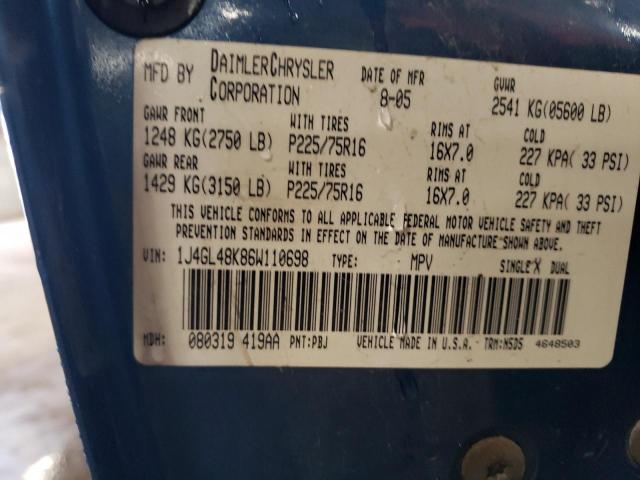 MFD BY DAIMLERCHRYSLER CORPORATION DATE OF MFR 8-05 GVWR 2541 KG(05600 LB)
GAWR FRONT WITH TIRES RIMS AT COLD
1248 KG(2750 LB) P225/75R16 16X7.0 227 KPA( 33 PSI)
GAWR REAR WITH TIRES RIMS AT COLD
1429 KG(3150 LB) P225/75R16 16X7.0 227 KPA( 33 PSI)
THIS VEHICLE CONFORMS TO ALL APPLICABLE FEDERAL MOTOR VEHICLE SAFETY AND THEFT
PREVENTION STANDARDS IN EFFECT ON THE DATE OF MANUFACTURE SHOWN ABOVE.
VIN: 1J4GL48K86W110698 TYPE: MPV SINGLE X DUAL
MDH: 080319 419AA PNT:PBJ VEHICLE MADE IN U.S.A. TRM:N5D5 4648503